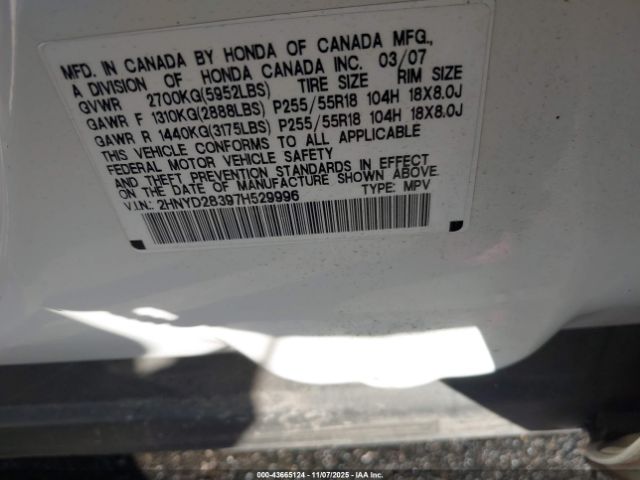 MFD. IN CANADA BY HONDA OF CANADA MFG.,
A DIVISION OF HONDA CANADA INC. 03/07
GVWR 2700KG(5952LBS) TIRE SIZE RIM SIZE
GAWR F 1310KG(2888LBS) P255/55R18 104H 18X8.0J
GAWR R 1440KG(3175LBS) P255/55R18 104H 18X8.0J
THIS VEHICLE CONFORMS TO ALL APPLICABLE
FEDERAL MOTOR VEHICLE SAFETY
AND THEFT PREVENTION STANDARDS IN EFFECT
ON THE DATE OF MANUFACTURE SHOWN ABOVE.
V.I.N.: 2HNYD28397H529996 TYPE: MPV
000-43665124 | 11/07/2025 - IAA Inc.